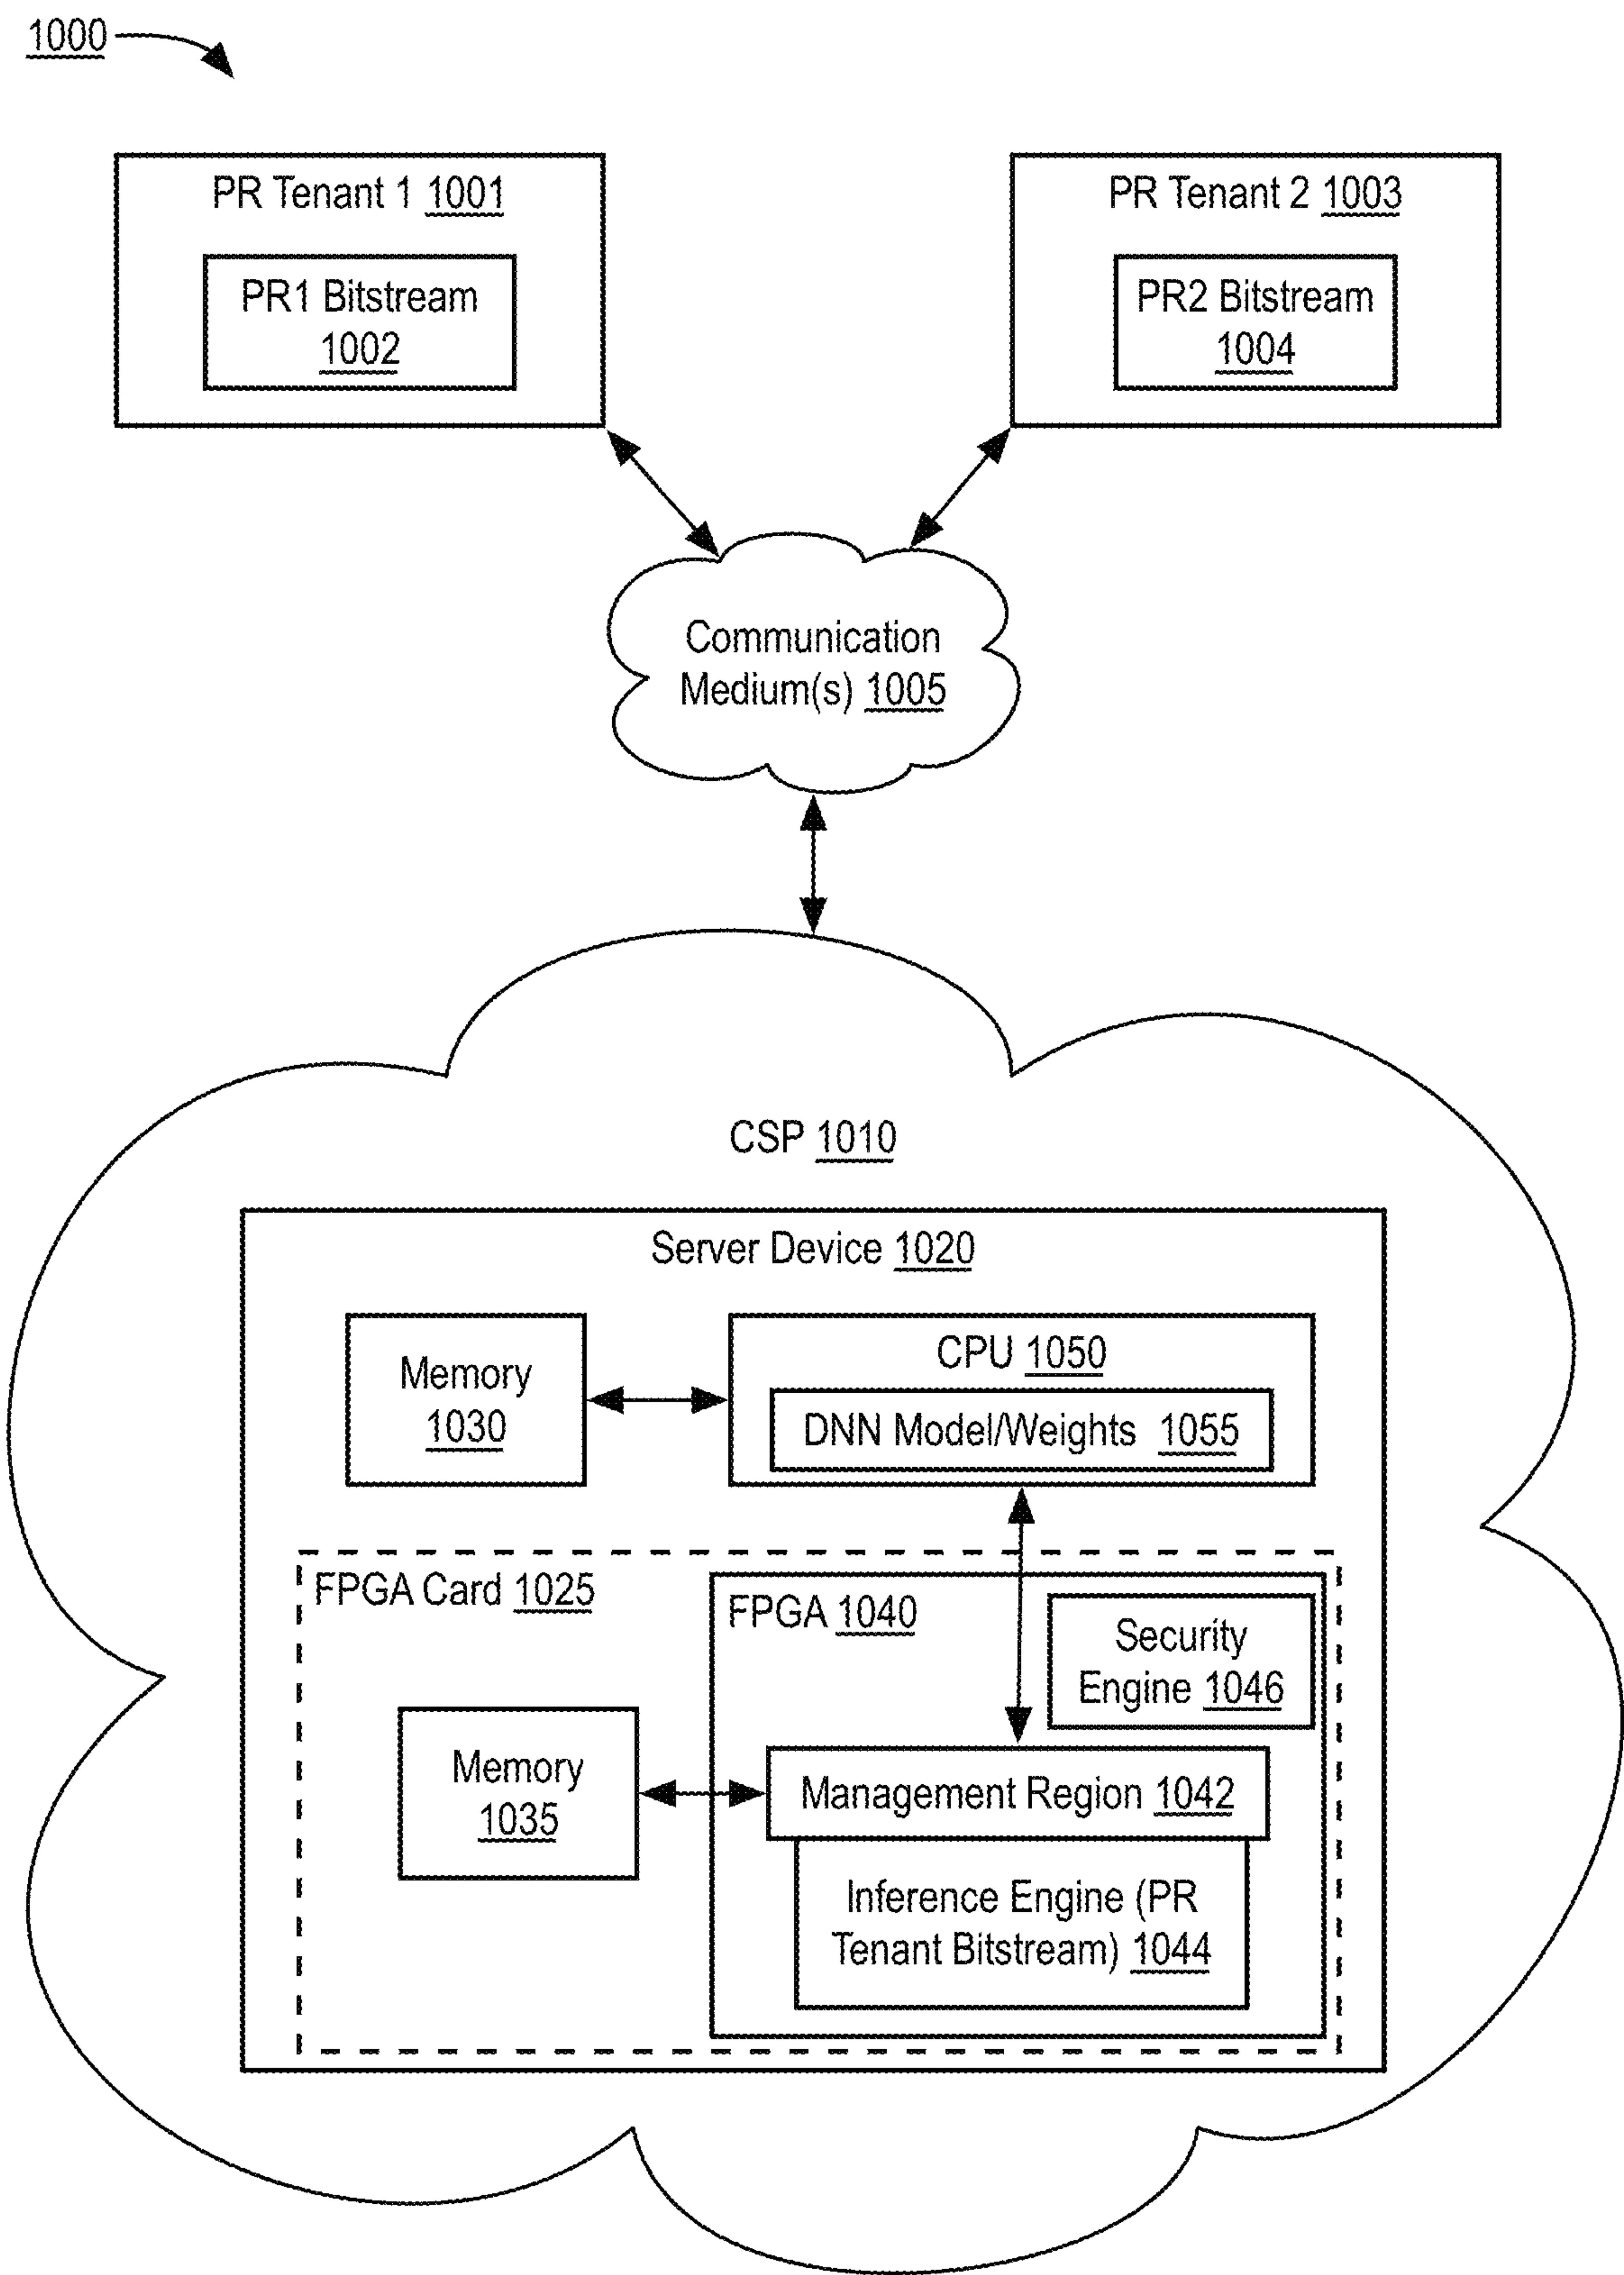 1000
PR Tenant 1 1001
PR1 Bitstream
1002
PR Tenant 2 1003
PR2 Bitstream
1004
Communication
Medium(s) 1005
CSP 1010
Server Device 1020
Memory
1030
CPU 1050
DNN Model/Weights 1055
FPGA Card 1025
FPGA 1040
Security
Engine 1046
Memory
1035
Management Region 1042
Inference Engine (PR
Tenant Bitstream) 1044